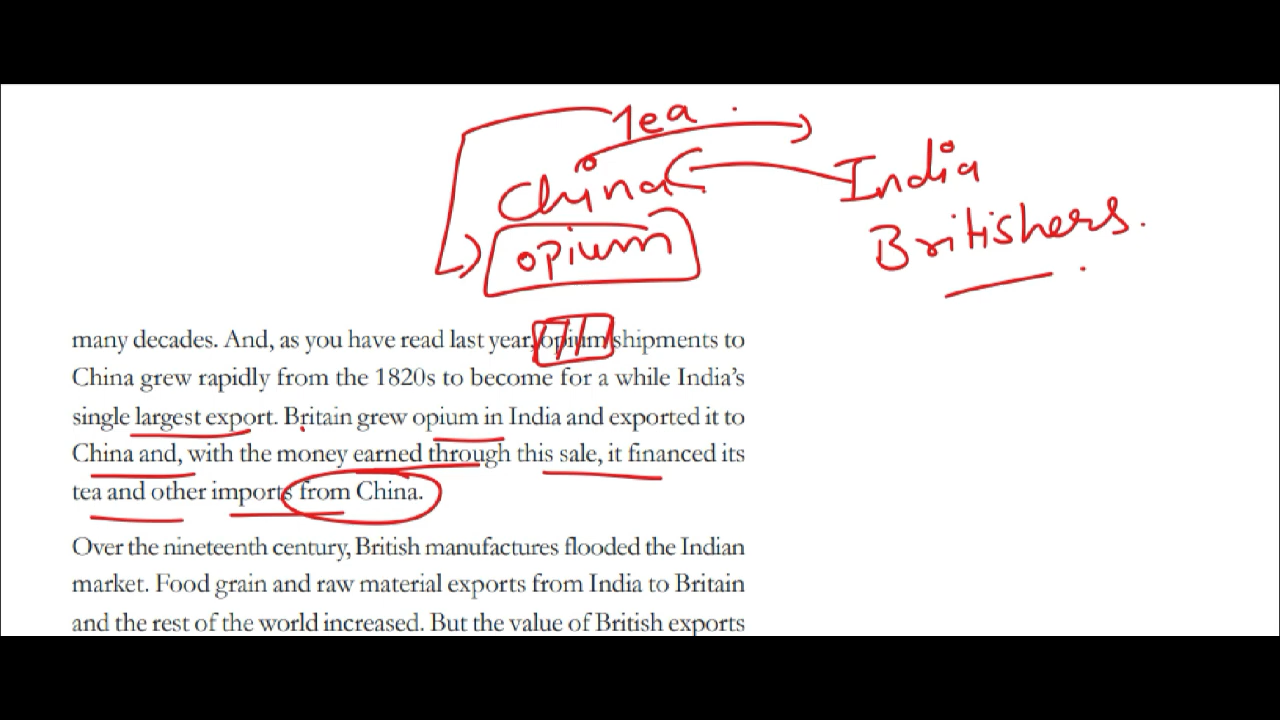 Tea
China
India
opium
Britishers.
many decades. And, as you have read last year, opium shipments to
China grew rapidly from the 1820s to become for a while India's
single largest export. Britain grew opium in India and exported it to
China and, with the money earned through this sale, it financed its
tea and other imports from China.
Over the nineteenth century, British manufactures flooded the Indian
market. Food grain and raw material exports from India to Britain
and the rest of the world increased. But the value of British exports